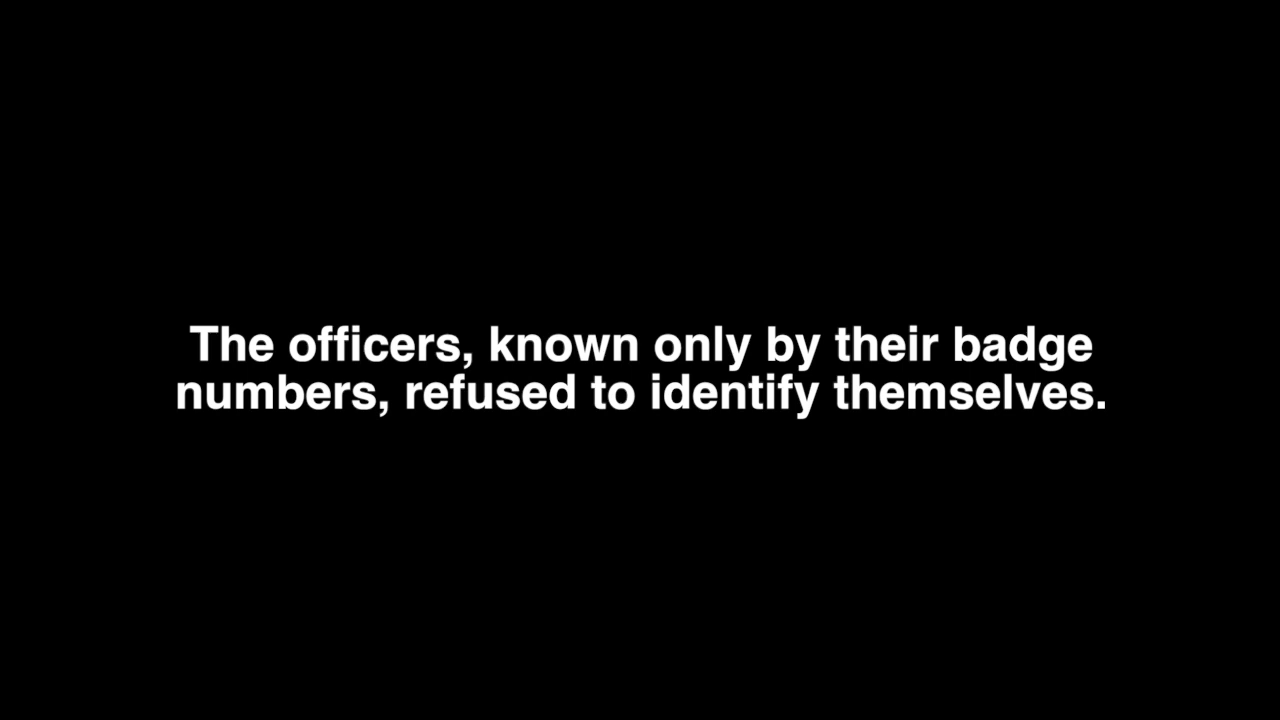 The officers, known only by their badge
numbers, refused to identify themselves.